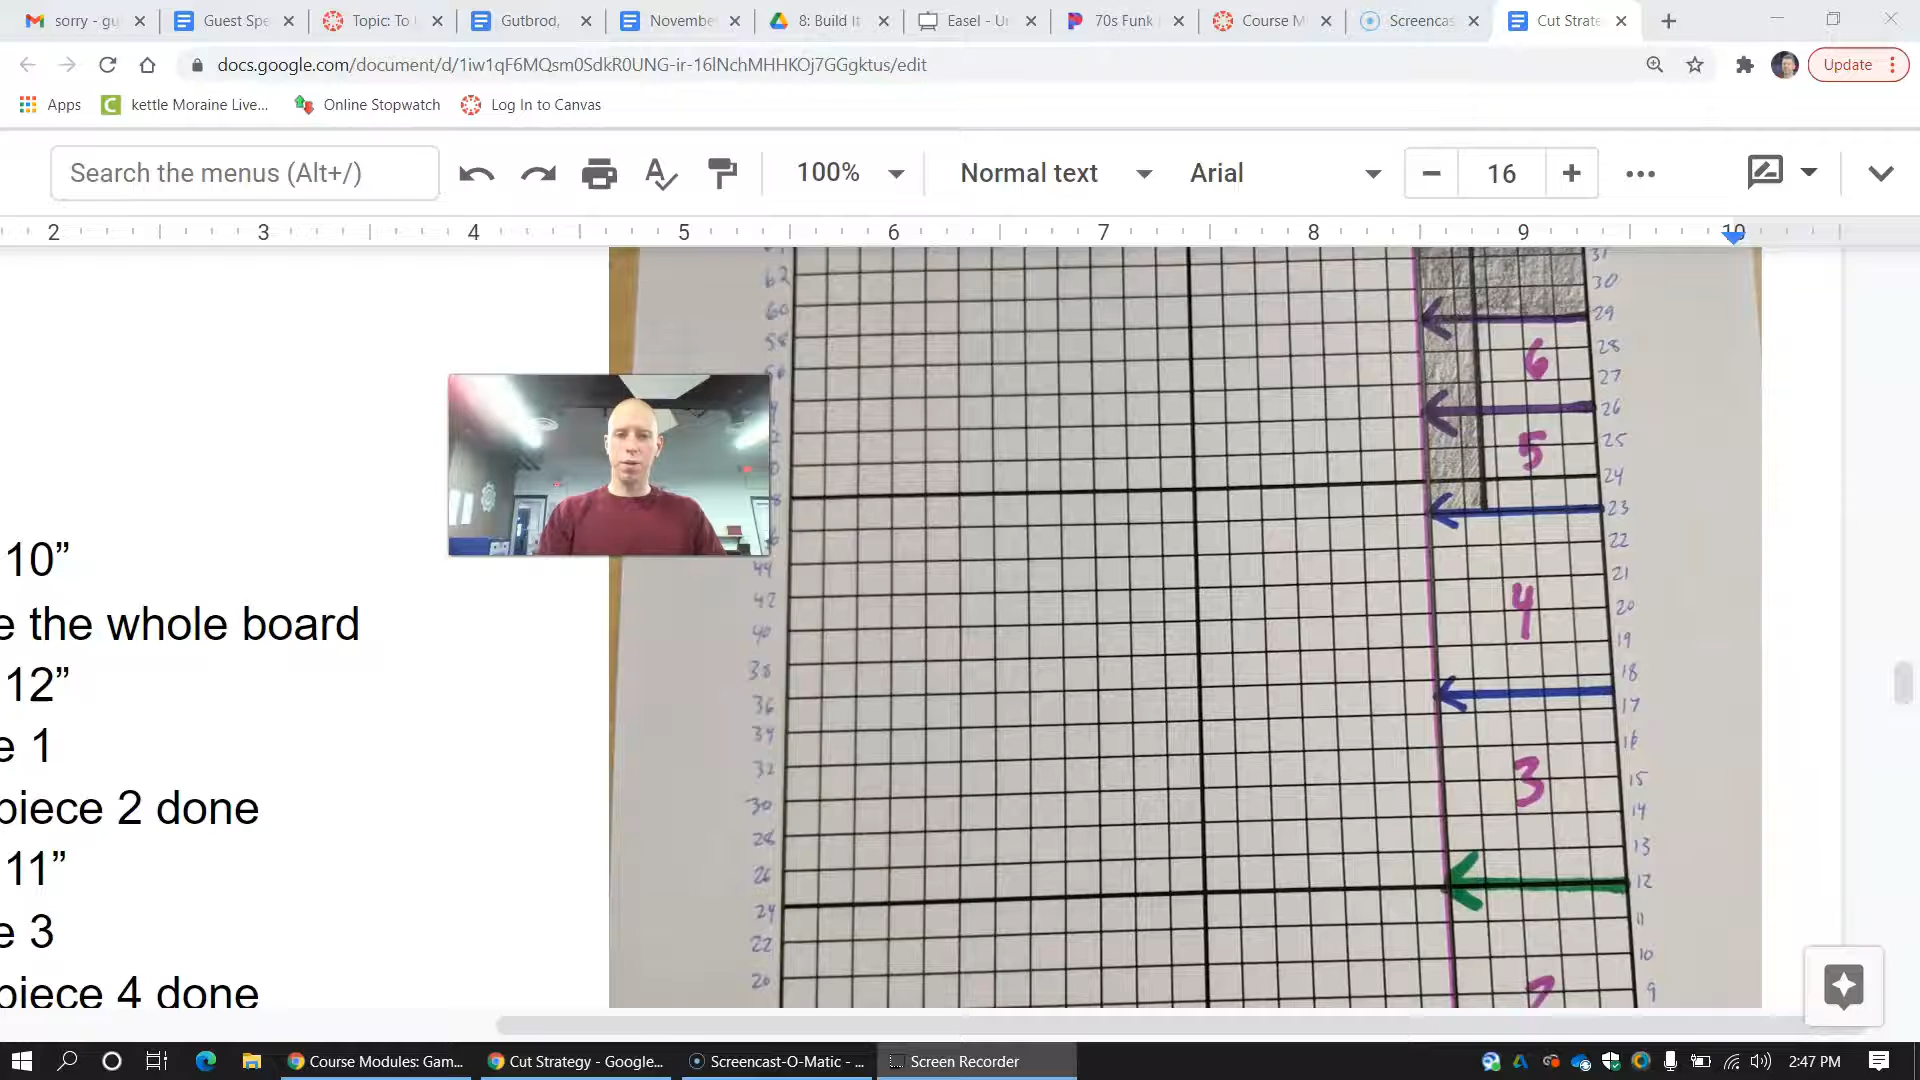 sorry - gu
Guest Spe
Topic: To
Gutbrod,
Novembe
8: Build It
Easel - Ur
70s Funk
Course M
Screencas
Cut Strate
docs.google.com/document/d/1iw1qF6MQsm0SdkR0UNG-ir-16lNchMHHKOj7GGgktus/edit
Update
Apps
kettle Moraine Live...
Online Stopwatch
Log In to Canvas
Search the menus (Alt+/)
100%
Normal text
Arial
16
2 3 4 5 6 7 8 9 10
10”
e the whole board
12”
e 1
piece 2 done
11”
e 3
piece 4 done
62
60
58
44
42
40
38
36
34
32
30
28
26
24
22
20
6
5
4
3
2
31
30
29
28
27
26
25
24
23
22
21
20
19
18
17
16
15
14
13
12
11
10
9
Course Modules: Gam...
Cut Strategy - Google...
Screencast-O-Matic - ...
Screen Recorder
2:47 PM